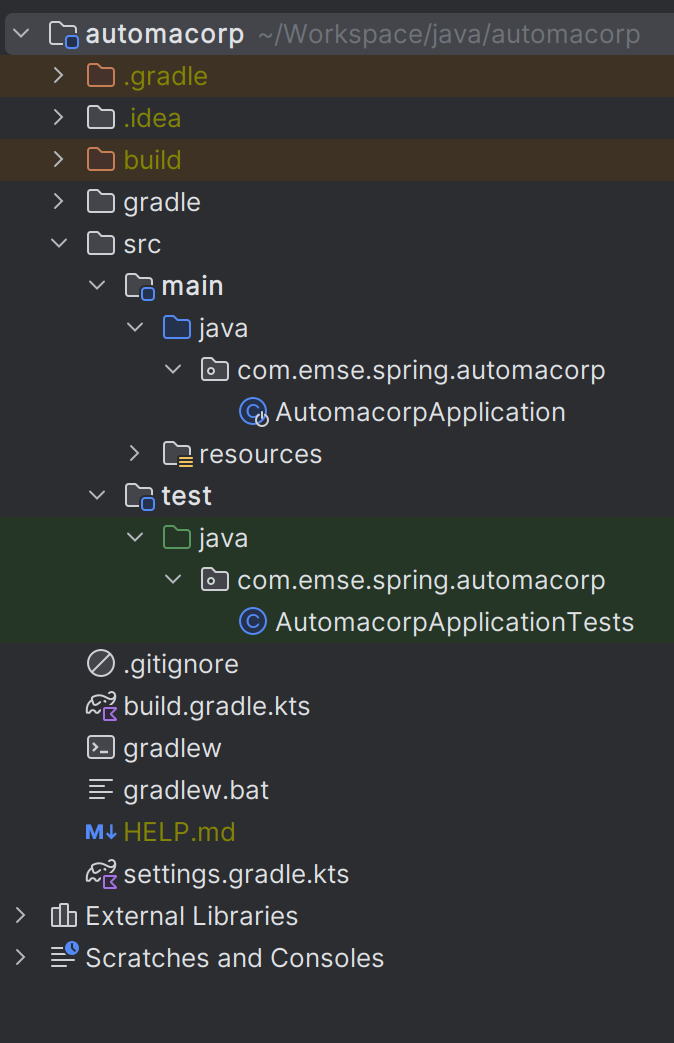 automacorp ~/Workspace/java/automacorp
.gradle
.idea
build
gradle
src
main
java
com.emse.spring.automacorp
AutomacorpApplication
resources
test
java
com.emse.spring.automacorp
AutomacorpApplicationTests
.gitignore
build.gradle.kts
gradlew
gradlew.bat
HELP.md
settings.gradle.kts
External Libraries
Scratches and Consoles